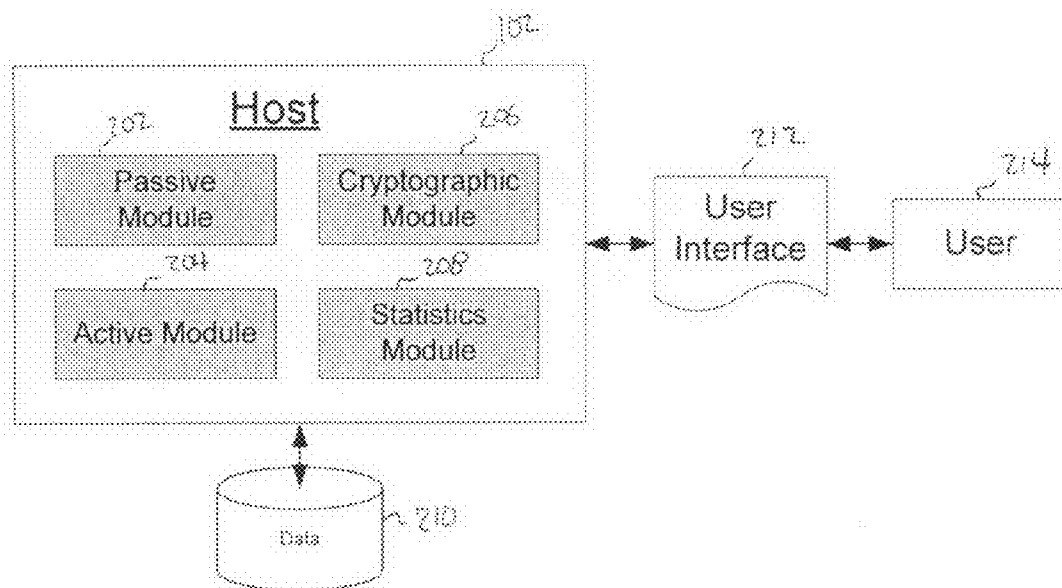 102
Host
202
206
Passive
Module
Cryptographic
Module
204
208
Active Module
Statistics
Module
212
User
Interface
214
User
Data
210